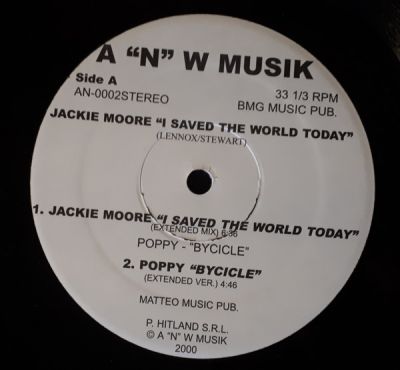 A "N" W MUSIK
Side A 33 1/3 RPM
AN-0002STEREO BMG MUSIC PUB.
JACKIE MOORE "I SAVED THE WORLD TODAY"
(LENNOX/STEWART)
1. JACKIE MOORE "I SAVED THE WORLD TODAY"
(EXTENDED MIX) 6:36
POPPY - "BYCICLE"
2. POPPY "BYCICLE"
(EXTENDED VER.) 4:46
MATTEO MUSIC PUB.
P. HITLAND S.R.L.
© A "N" W MUSIK
2000